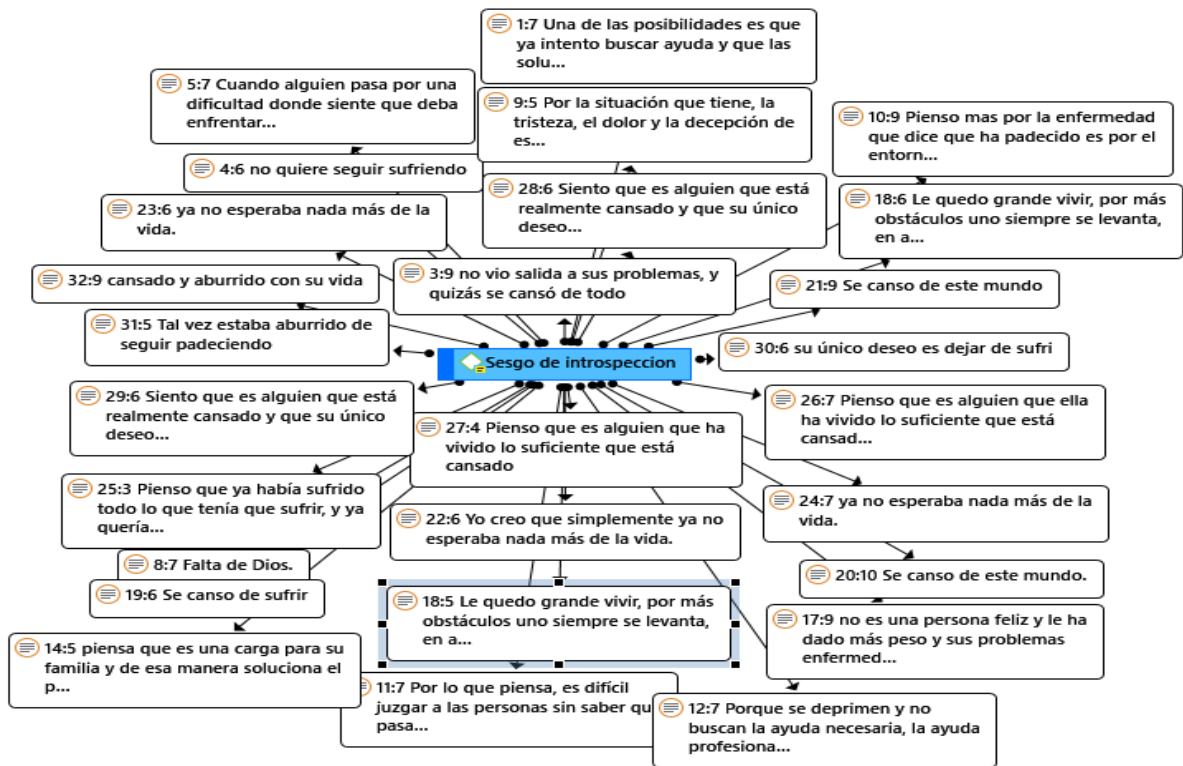 1:7 Una de las posibilidades es que
ya intento buscar ayuda y que las
solu...
5:7 Cuando alguien pasa por una
dificultad donde siente que deba
enfrentar...
9:5 Por la situación que tiene, la
tristeza, el dolor y la decepción de
es...
10:9 Pienso mas por la enfermedad
que dice que ha padecido es por el
entorn...
4:6 no quiere seguir sufriendo
28:6 Siento que es alguien que está
realmente cansado y que su único
deseo...
18:6 Le quedo grande vivir, por más
obstáculos uno siempre se levanta,
en a...
23:6 ya no esperaba nada más de la
vida.
32:9 cansado y aburrido con su vida
3:9 no vio salida a sus problemas, y
quizás se cansó de todo
21:9 Se canso de este mundo
31:5 Tal vez estaba aburrido de
seguir padeciendo
Sesgo de introspeccion
30:6 su único deseo es dejar de sufri
29:6 Siento que es alguien que está
realmente cansado y que su único
deseo...
27:4 Pienso que es alguien que ha
vivido lo suficiente que está
cansado
26:7 Pienso que es alguien que ella
ha vivido lo suficiente que está
cansad...
25:3 Pienso que ya había sufrido
todo lo que tenía que sufrir, y ya
quería...
22:6 Yo creo que simplemente ya no
esperaba nada más de la vida.
24:7 ya no esperaba nada más de la
vida.
8:7 Falta de Dios.
20:10 Se canso de este mundo.
19:6 Se canso de sufrir
18:5 Le quedo grande vivir, por más
obstáculos uno siempre se levanta,
en a...
17:9 no es una persona feliz y le ha
dado más peso y sus problemas
enfermed...
14:5 piensa que es una carga para su
familia y de esa manera soluciona el
p...
11:7 Por lo que piensa, es difícil
juzgar a las personas sin saber qu
pasa...
12:7 Porque se deprimen y no
buscan la ayuda necesaria, la ayuda
profesiona...